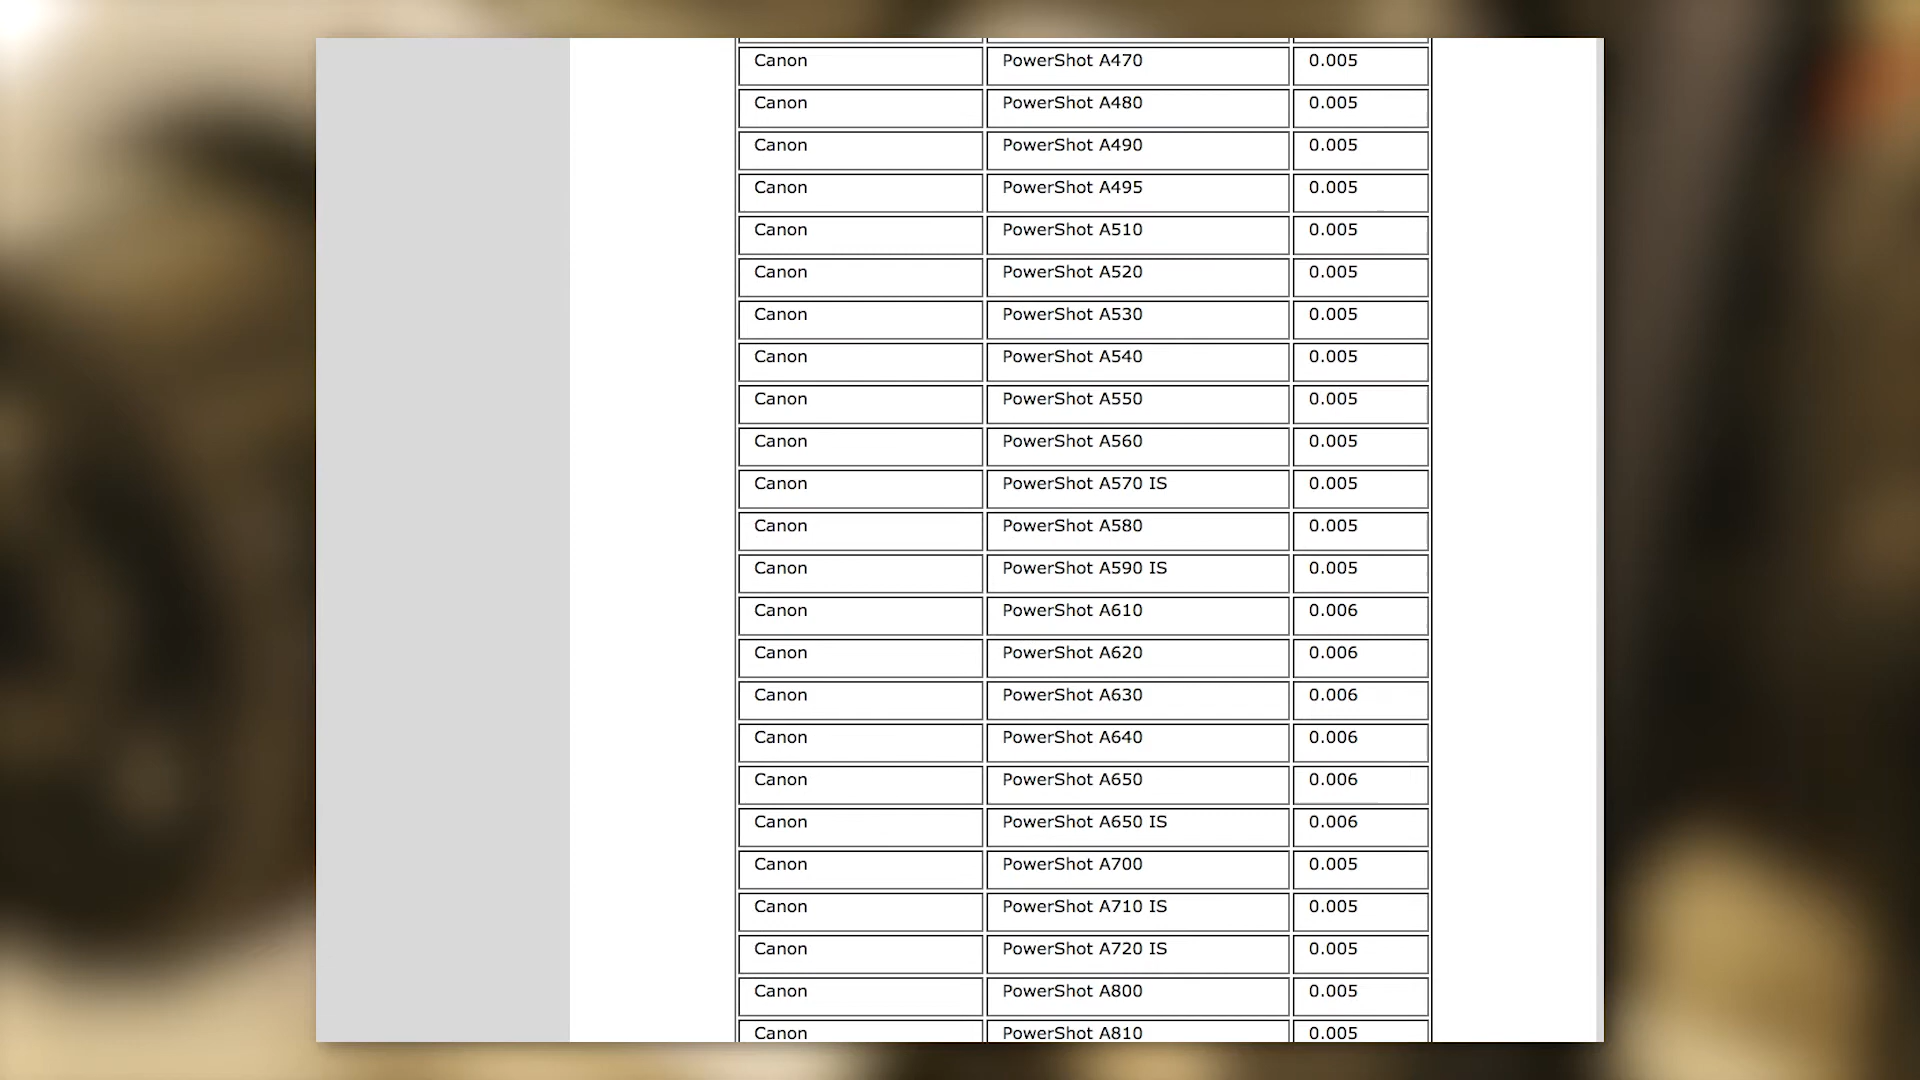 Canon PowerShot A470 0.005
Canon PowerShot A480 0.005
Canon PowerShot A490 0.005
Canon PowerShot A495 0.005
Canon PowerShot A510 0.005
Canon PowerShot A520 0.005
Canon PowerShot A530 0.005
Canon PowerShot A540 0.005
Canon PowerShot A550 0.005
Canon PowerShot A560 0.005
Canon PowerShot A570 IS 0.005
Canon PowerShot A580 0.005
Canon PowerShot A590 IS 0.005
Canon PowerShot A610 0.006
Canon PowerShot A620 0.006
Canon PowerShot A630 0.006
Canon PowerShot A640 0.006
Canon PowerShot A650 0.006
Canon PowerShot A650 IS 0.006
Canon PowerShot A700 0.005
Canon PowerShot A710 IS 0.005
Canon PowerShot A720 IS 0.005
Canon PowerShot A800 0.005
Canon PowerShot A810 0.005